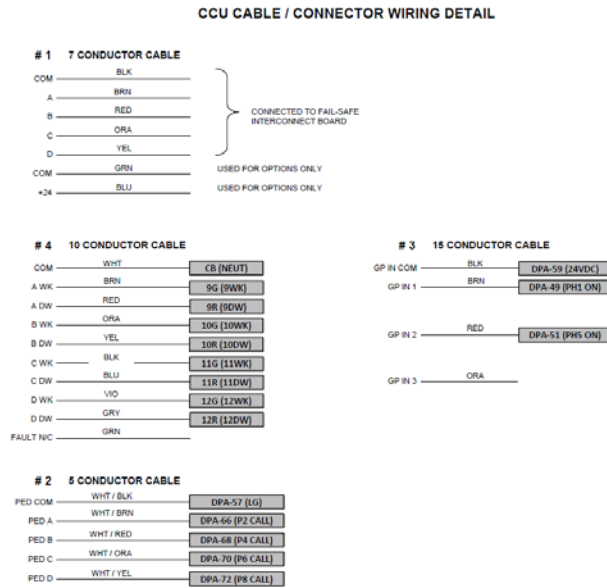 CCU CABLE / CONNECTOR WIRING DETAIL
# 1 7 CONDUCTOR CABLE
COM BLK
A BRN
B RED
C ORA
D YEL
CONNECTED TO FAIL-SAFE
INTERCONNECT BOARD
COM GRN USED FOR OPTIONS ONLY
+24 BLU USED FOR OPTIONS ONLY
# 4 10 CONDUCTOR CABLE
COM WHT CB (NEUT)
A WK BRN 9G (9WK)
A DW RED 9R (9DW)
B WK ORA 10G (10WK)
B DW YEL 10R (10DW)
C WK BLK 11G (11WK)
C DW BLU 11R (11DW)
D WK VIO 12G (12WK)
D DW GRY 12R (12DW)
FAULT N/C GRN
# 3 15 CONDUCTOR CABLE
GP IN COM BLK DPA-59 (24VDC)
GP IN 1 BRN DPA-49 (PH1 ON)
GP IN 2 RED DPA-51 (PH5 ON)
GP IN 3 ORA
# 2 5 CONDUCTOR CABLE
PED COM WHT / BLK DPA-57 (LG)
PED A WHT / BRN DPA-66 (P2 CALL)
PED B WHT / RED DPA-68 (P4 CALL)
PED C WHT / ORA DPA-70 (P6 CALL)
PED D WHT / YEL DPA-72 (P8 CALL)